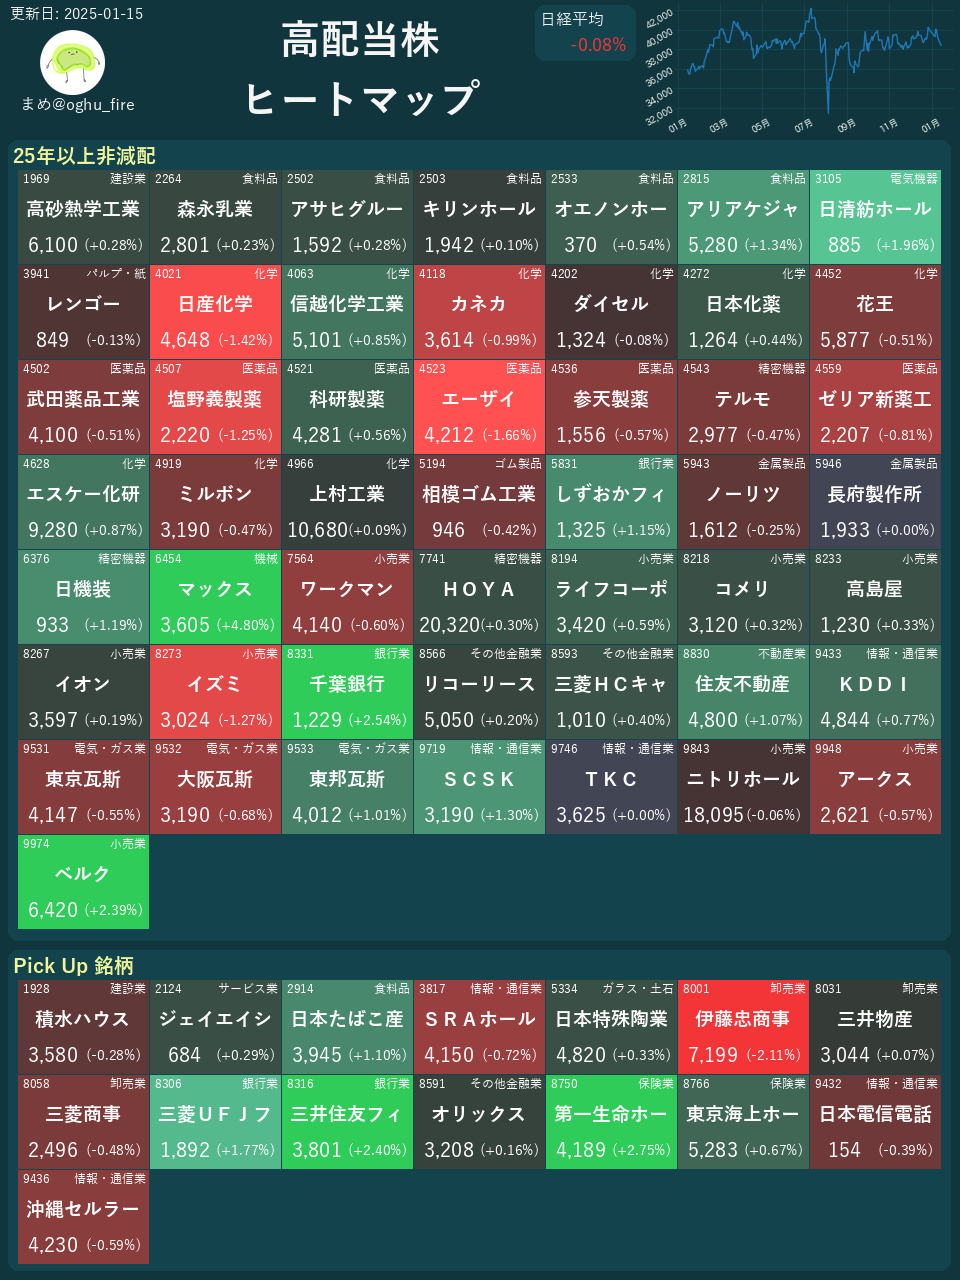 更新日: 2025-01-15
まめ@oghu_fire
高配当株
ヒートマップ
日経平均
-0.08%
42,000
40,000
38,000
36,000
34,000
32,000
01月 03月 05月 07月 09月 11月 01月
25年以上非減配
1969 建設業
高砂熱学工業
6,100 (+0.28%)
2264 食料品
森永乳業
2,801 (+0.23%)
2502 食料品
アサヒグルー
1,592 (+0.28%)
2503 食料品
キリンホール
1,942 (+0.10%)
2533 食料品
オエノンホー
370 (+0.54%)
2815 食料品
アリアケジャ
5,280 (+1.34%)
3105 電気機器
日清紡ホール
885 (+1.96%)
3941 パルプ・紙
レンゴー
849 (-0.13%)
4021 化学
日産化学
4,648 (-1.42%)
4063 化学
信越化学工業
5,101 (+0.85%)
4118 化学
カネカ
3,614 (-0.99%)
4202 化学
ダイセル
1,324 (-0.08%)
4272 化学
日本化薬
1,264 (+0.44%)
4452 化学
花王
5,877 (-0.51%)
4502 医薬品
武田薬品工業
4,100 (-0.51%)
4507 医薬品
塩野義製薬
2,220 (-1.25%)
4521 医薬品
科研製薬
4,281 (+0.56%)
4523 医薬品
エーザイ
4,212 (-1.66%)
4536 医薬品
参天製薬
1,556 (-0.57%)
4543 精密機器
テルモ
2,977 (-0.47%)
4559 医薬品
ゼリア新薬工
2,207 (-0.81%)
4628 化学
エスケー化研
9,280 (+0.87%)
4919 化学
ミルボン
3,190 (-0.47%)
4966 化学
上村工業
10,680(+0.09%)
5194 ゴム製品
相模ゴム工業
946 (-0.42%)
5831 銀行業
しずおかフィ
1,325 (+1.15%)
5943 金属製品
ノーリツ
1,612 (-0.25%)
5946 金属製品
長府製作所
1,933 (+0.00%)
6376 精密機器
日機装
933 (+1.19%)
6454 機械
マックス
3,605 (+4.80%)
7564 小売業
ワークマン
4,140 (-0.60%)
7741 精密機器
ＨＯＹＡ
20,320(+0.30%)
8194 小売業
ライフコーポ
3,420 (+0.59%)
8218 小売業
コメリ
3,120 (+0.32%)
8233 小売業
高島屋
1,230 (+0.33%)
8267 小売業
イオン
3,597 (+0.19%)
8273 小売業
イズミ
3,024 (-1.27%)
8331 銀行業
千葉銀行
1,229 (+2.54%)
8566 その他金融業
リコーリース
5,050 (+0.20%)
8593 その他金融業
三菱ＨＣキャ
1,010 (+0.40%)
8830 不動産業
住友不動産
4,800 (+1.07%)
9433 情報・通信業
ＫＤＤＩ
4,844 (+0.77%)
9531 電気・ガス業
東京瓦斯
4,147 (-0.55%)
9532 電気・ガス業
大阪瓦斯
3,190 (-0.68%)
9533 電気・ガス業
東邦瓦斯
4,012 (+1.01%)
9719 情報・通信業
ＳＣＳＫ
3,190 (+1.30%)
9746 情報・通信業
ＴＫＣ
3,625 (+0.00%)
9843 小売業
ニトリホール
18,095(-0.06%)
9948 小売業
アークス
2,621 (-0.57%)
9974 小売業
ベルク
6,420 (+2.39%)
Pick Up 銘柄
1928 建設業
積水ハウス
3,580 (-0.28%)
2124 サービス業
ジェイエイシ
684 (+0.29%)
2914 食料品
日本たばこ産
3,945 (+1.10%)
3817 情報・通信業
ＳＲＡホール
4,150 (-0.72%)
5334 ガラス・土石
日本特殊陶業
4,820 (+0.33%)
8001 卸売業
伊藤忠商事
7,199 (-2.11%)
8031 卸売業
三井物産
3,044 (+0.07%)
8058 卸売業
三菱商事
2,496 (-0.48%)
8306 銀行業
三菱ＵＦＪフ
1,892 (+1.77%)
8316 銀行業
三井住友フィ
3,801 (+2.40%)
8591 その他金融業
オリックス
3,208 (+0.16%)
8750 保険業
第一生命ホー
4,189 (+2.75%)
8766 保険業
東京海上ホー
5,283 (+0.67%)
9432 情報・通信業
日本電信電話
154 (-0.39%)
9436 情報・通信業
沖縄セルラー
4,230 (-0.59%)